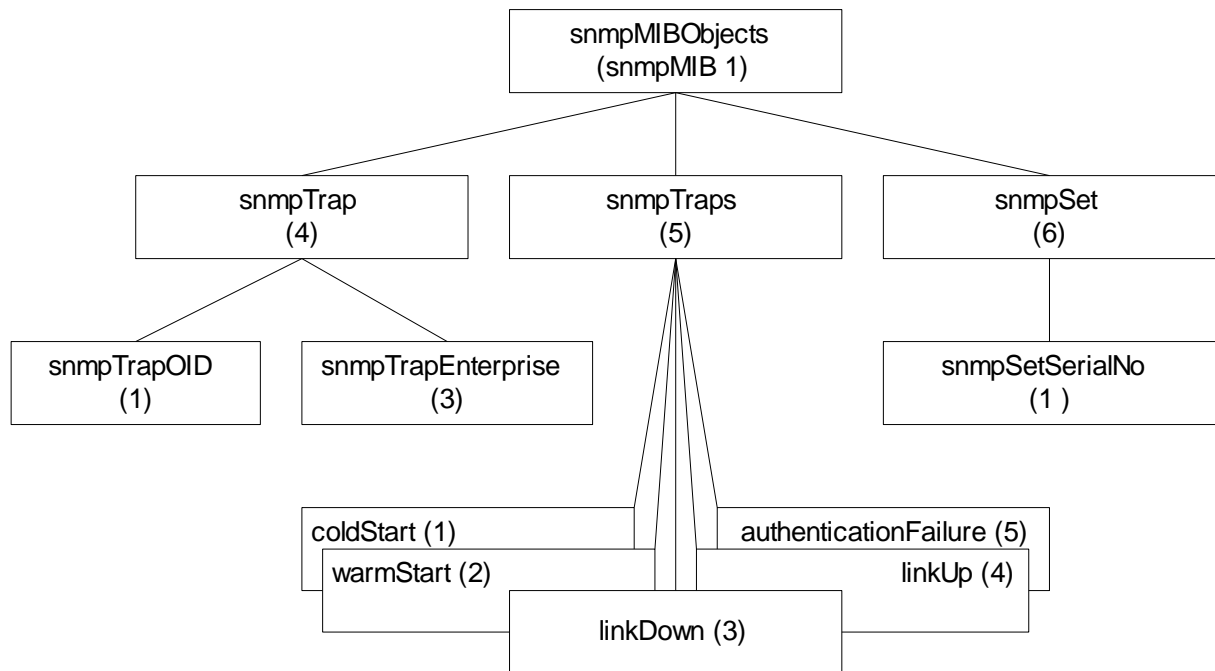 snmpMIBObjects
(snmpMIB 1)
snmpTrap
(4)
snmpTraps
(5)
snmpSet
(6)
snmpTrapOID
(1)
snmpTrapEnterprise
(3)
snmpSetSerialNo
(1 )
coldStart (1)
authenticationFailure (5)
warmStart (2)
linkUp (4)
linkDown (3)